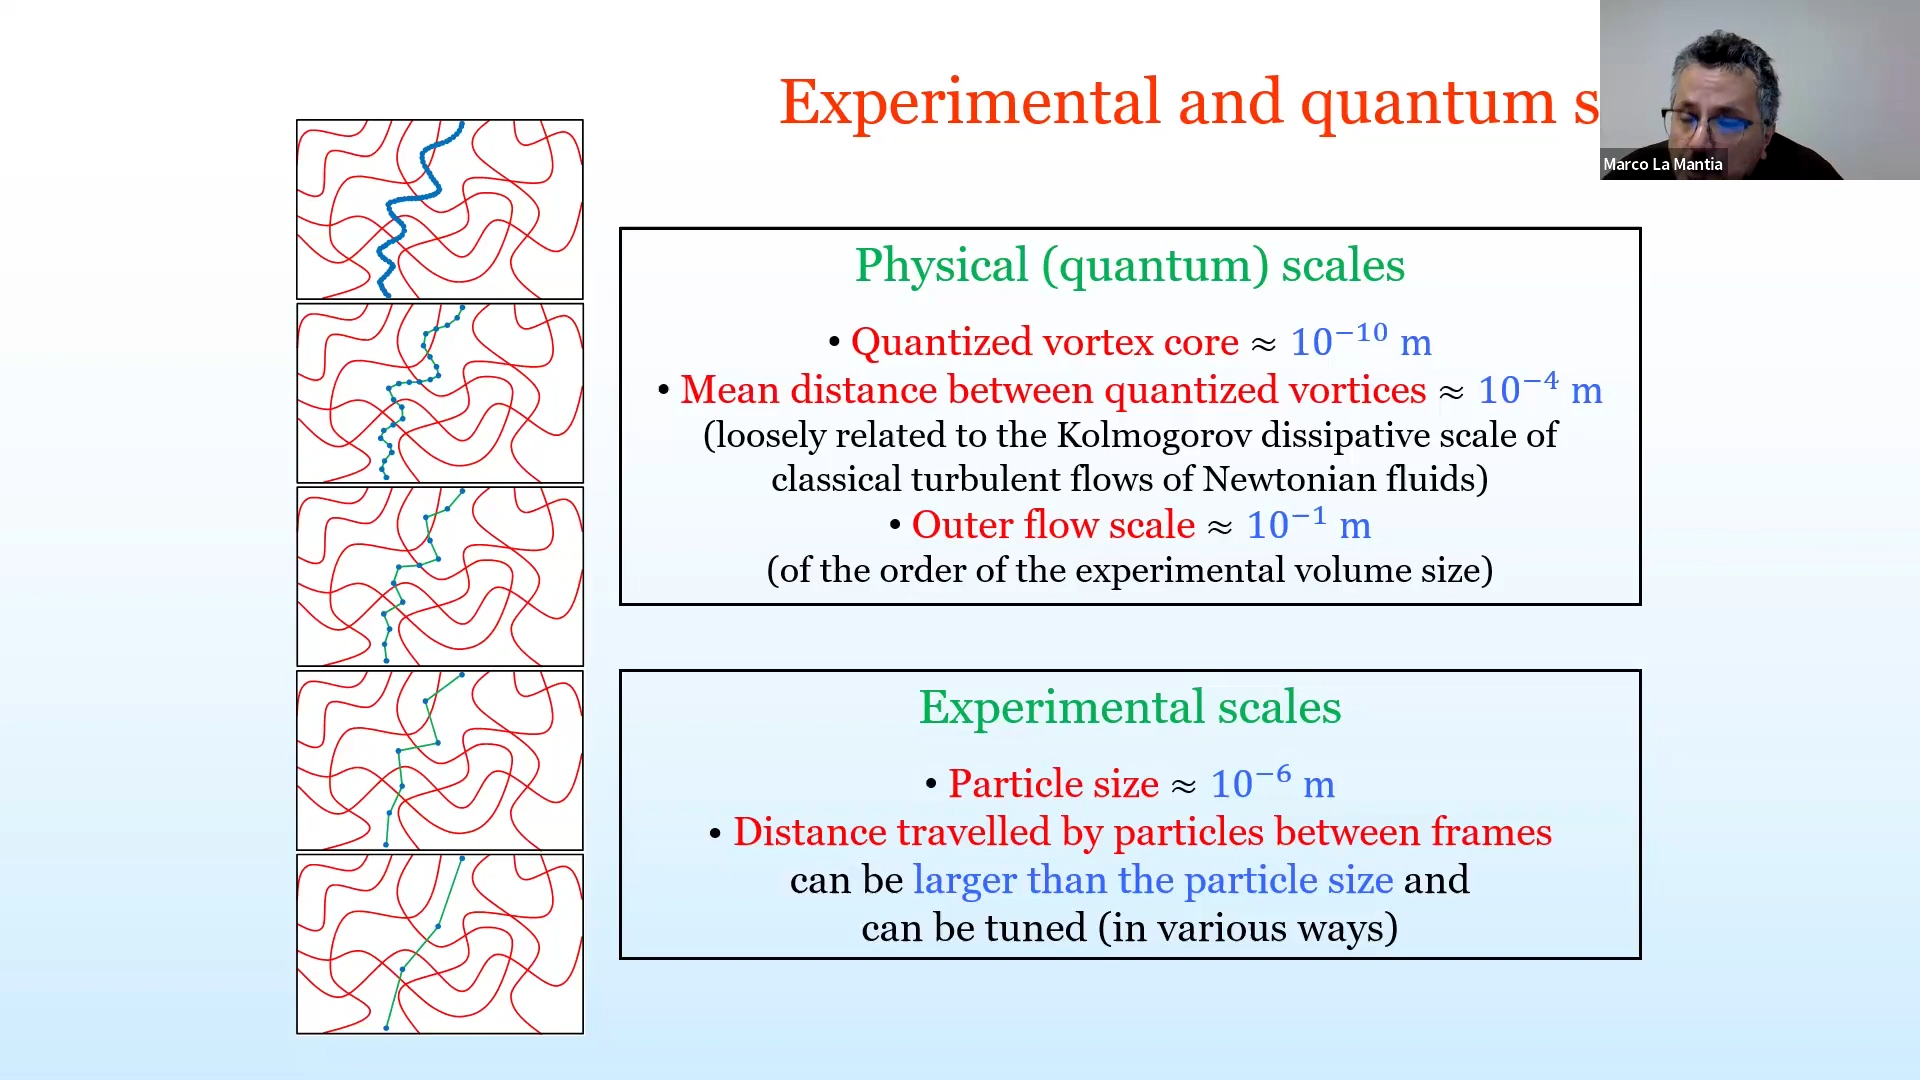 Experimental and quantum s
Marco La Mantia
Physical (quantum) scales
• Quantized vortex core ≈ 10⁻¹⁰ m
• Mean distance between quantized vortices ≈ 10⁻⁴ m
(loosely related to the Kolmogorov dissipative scale of
classical turbulent flows of Newtonian fluids)
• Outer flow scale ≈ 10⁻¹ m
(of the order of the experimental volume size)
Experimental scales
• Particle size ≈ 10⁻⁶ m
• Distance travelled by particles between frames
can be larger than the particle size and
can be tuned (in various ways)